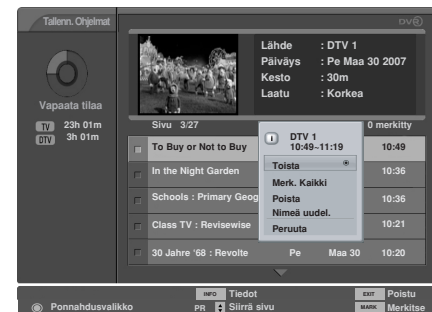 Tallenn. Ohjelmat
DVR
Lähde : DTV 1
Päiväys : Pe Maa 30 2007
Kesto : 30m
Laatu : Korkea
Vapaata tilaa
TV 23h 01m
DTV 3h 01m
Sivu 3/27
0 merkitty
To Buy or Not to Buy
10:49
In the Night Garden
10:36
Schools : Primary Geog
10:36
Class TV : Revisewise
10:21
30 Jahre ‘68 : Revolte Pe Maa 30 10:20
i DTV 1
10:49~11:19
Toista
Merk. Kaikki
Poista
Nimeä uudel.
Peruuta
Ponnahdusvalikko
INFO Tiedot
PR Siirrä sivu
EXIT Poistu
MARK Merkitse